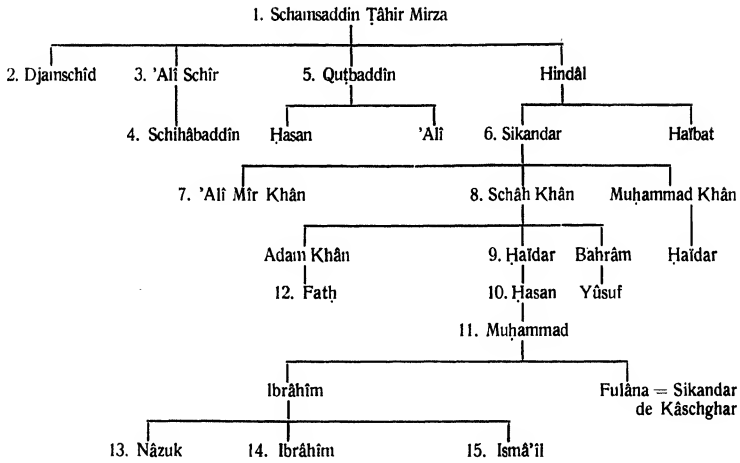 1. Schamsaddin Ṭâhir Mirza
2. Djamschîd 3. 'Alî Schîr 5. Quṭbaddîn Hindâl
4. Schihâbaddîn Ḥasan 'Alî 6. Sikandar Haïbat
7. 'Alî Mîr Khân 8. Schâh Khân Muḥammad Khân
Adam Khân 9. Ḥaïdar Bahrâm Ḥaïdar
12. Fatḥ 10. Ḥasan Yûsuf
11. Muḥammad
Ibrâhîm Fulâna = Sikandar
de Kâschghar
13. Nâzuk 14. Ibrâhîm 15. Ismâ'îl